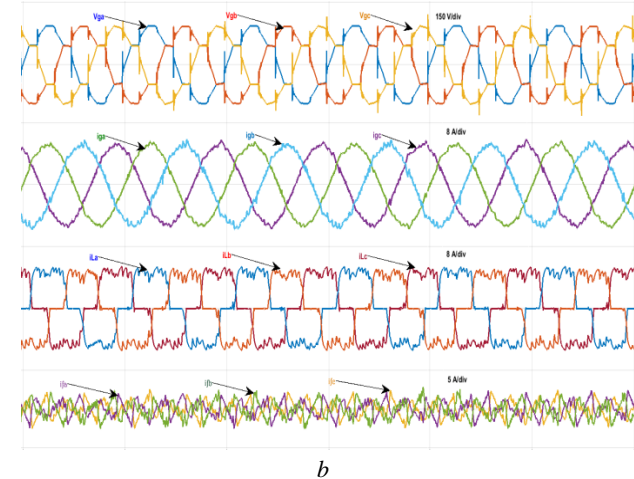 Vga Vgb Vgc 150 V/div
iga igb igc 8 A/div
iLa iLb iLc 8 A/div
5 A/div
b